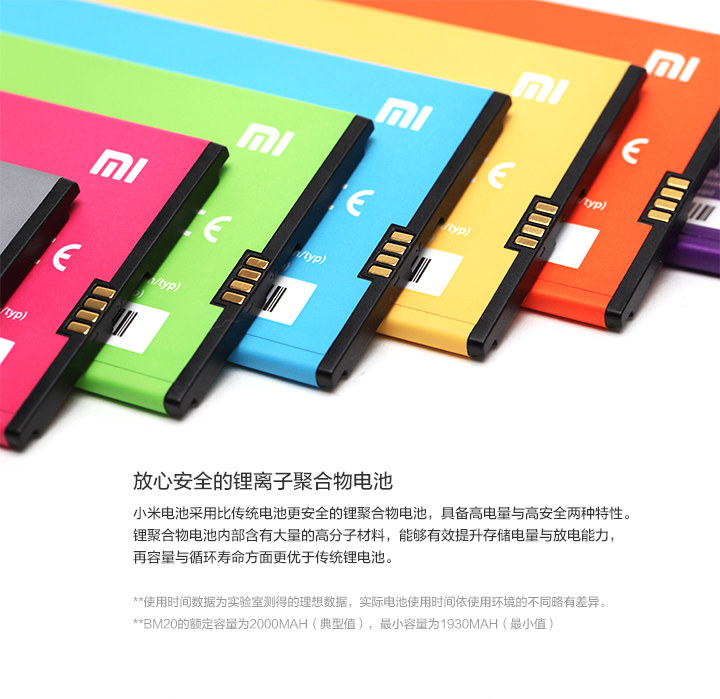 MI
MI
MI
MI
MI
CE
/typ)
/typ)
/typ)
/typ)
放心安全的锂离子聚合物电池
小米电池采用比传统电池更安全的锂聚合物电池，具备高电量与高安全两种特性。
锂聚合物电池内部含有大量的高分子材料，能够有效提升存储电量与放电能力，
再容量与循环寿命方面更优于传统锂电池。
**使用时间数据为实验室测得的理想数据，实际电池使用时间依使用环境的不同略有差异。
**BM20的额定容量为2000MAH（典型值），最小容量为1930MAH（最小值）